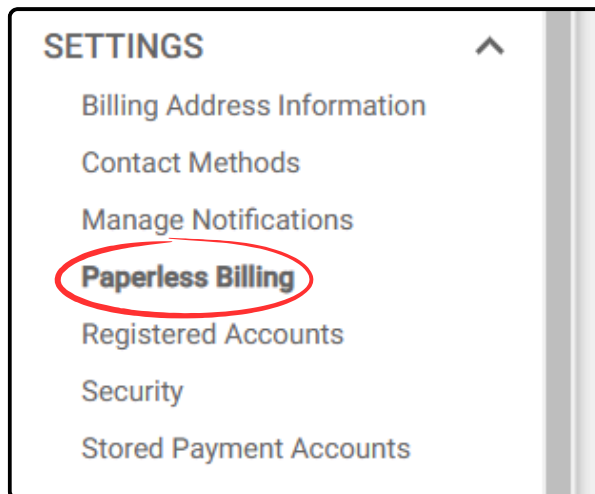 SETTINGS
Billing Address Information
Contact Methods
Manage Notifications
Paperless Billing
Registered Accounts
Security
Stored Payment Accounts